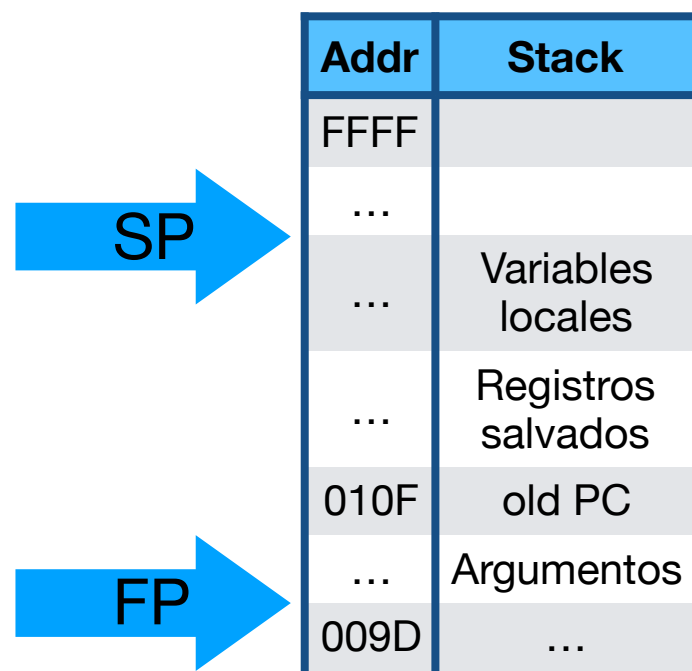 Addr Stack
FFFF
SP
...
... Variables
locales
... Registros
salvados
010F old PC
... Argumentos
FP
009D ...